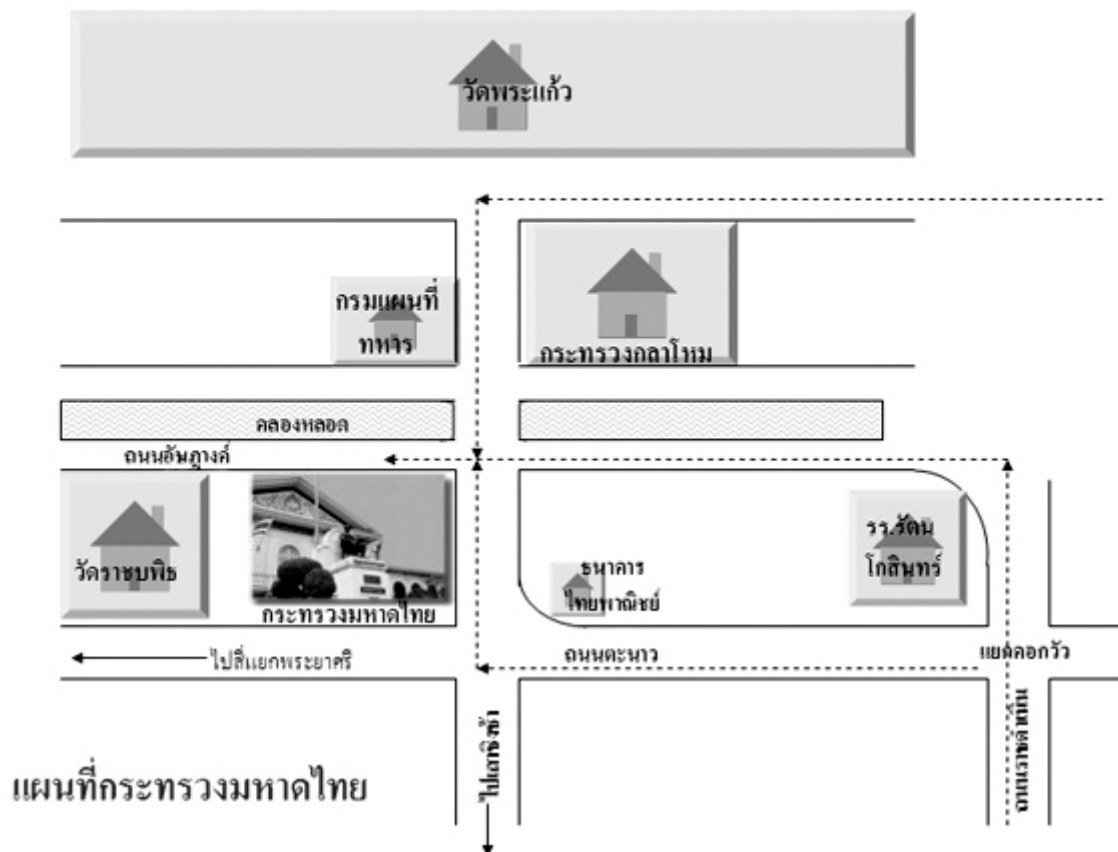 วัดพระแก้ว
กรมแผนที่
ทหาร
กระทรวงกลาโหม
คลองหลอด
ถนนอัษฎางค์
วัดราชบพิธ
กระทรวงมหาดไทย
ธนาคาร
ไทยพาณิชย์
รร.รัตน
โกสินทร์
ไปสี่แยกพระยาศรี
ถนนตะนาว
แยกคอกวัว
ไปเสาชิงช้า
ถนนราชดำเนิน
แผนที่กระทรวงมหาดไทย